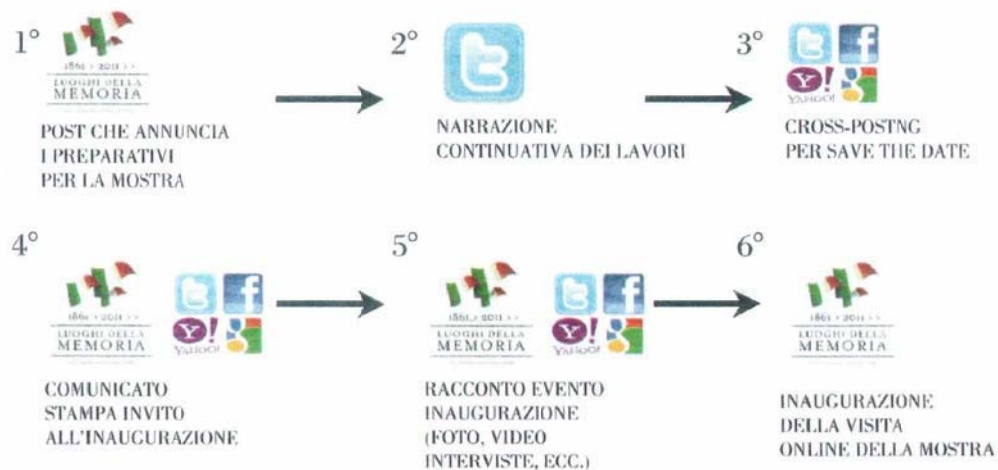 1°
1861 > 2011 > >
LUOGHI DELLA
MEMORIA
POST CHE ANNUNCIA
I PREPARATIVI
PER LA MOSTRA
2°
NARRAZIONE
CONTINUATIVA DEI LAVORI
3°
Y!
YAHOO!
CROSS-POSTNG
PER SAVE THE DATE
4°
1861 > 2011 > >
LUOGHI DELLA
MEMORIA
Y!
YAHOO!
COMUNICATO
STAMPA INVITO
ALL'INAUGURAZIONE
5°
1861 > 2011 > >
LUOGHI DELLA
MEMORIA
Y!
YAHOO!
RACCONTO EVENTO
INAUGURAZIONE
(FOTO, VIDEO
INTERVISTE, ECC.)
6°
1861 > 2011 > >
LUOGHI DELLA
MEMORIA
INAUGURAZIONE
DELLA VISITA
ONLINE DELLA MOSTRA